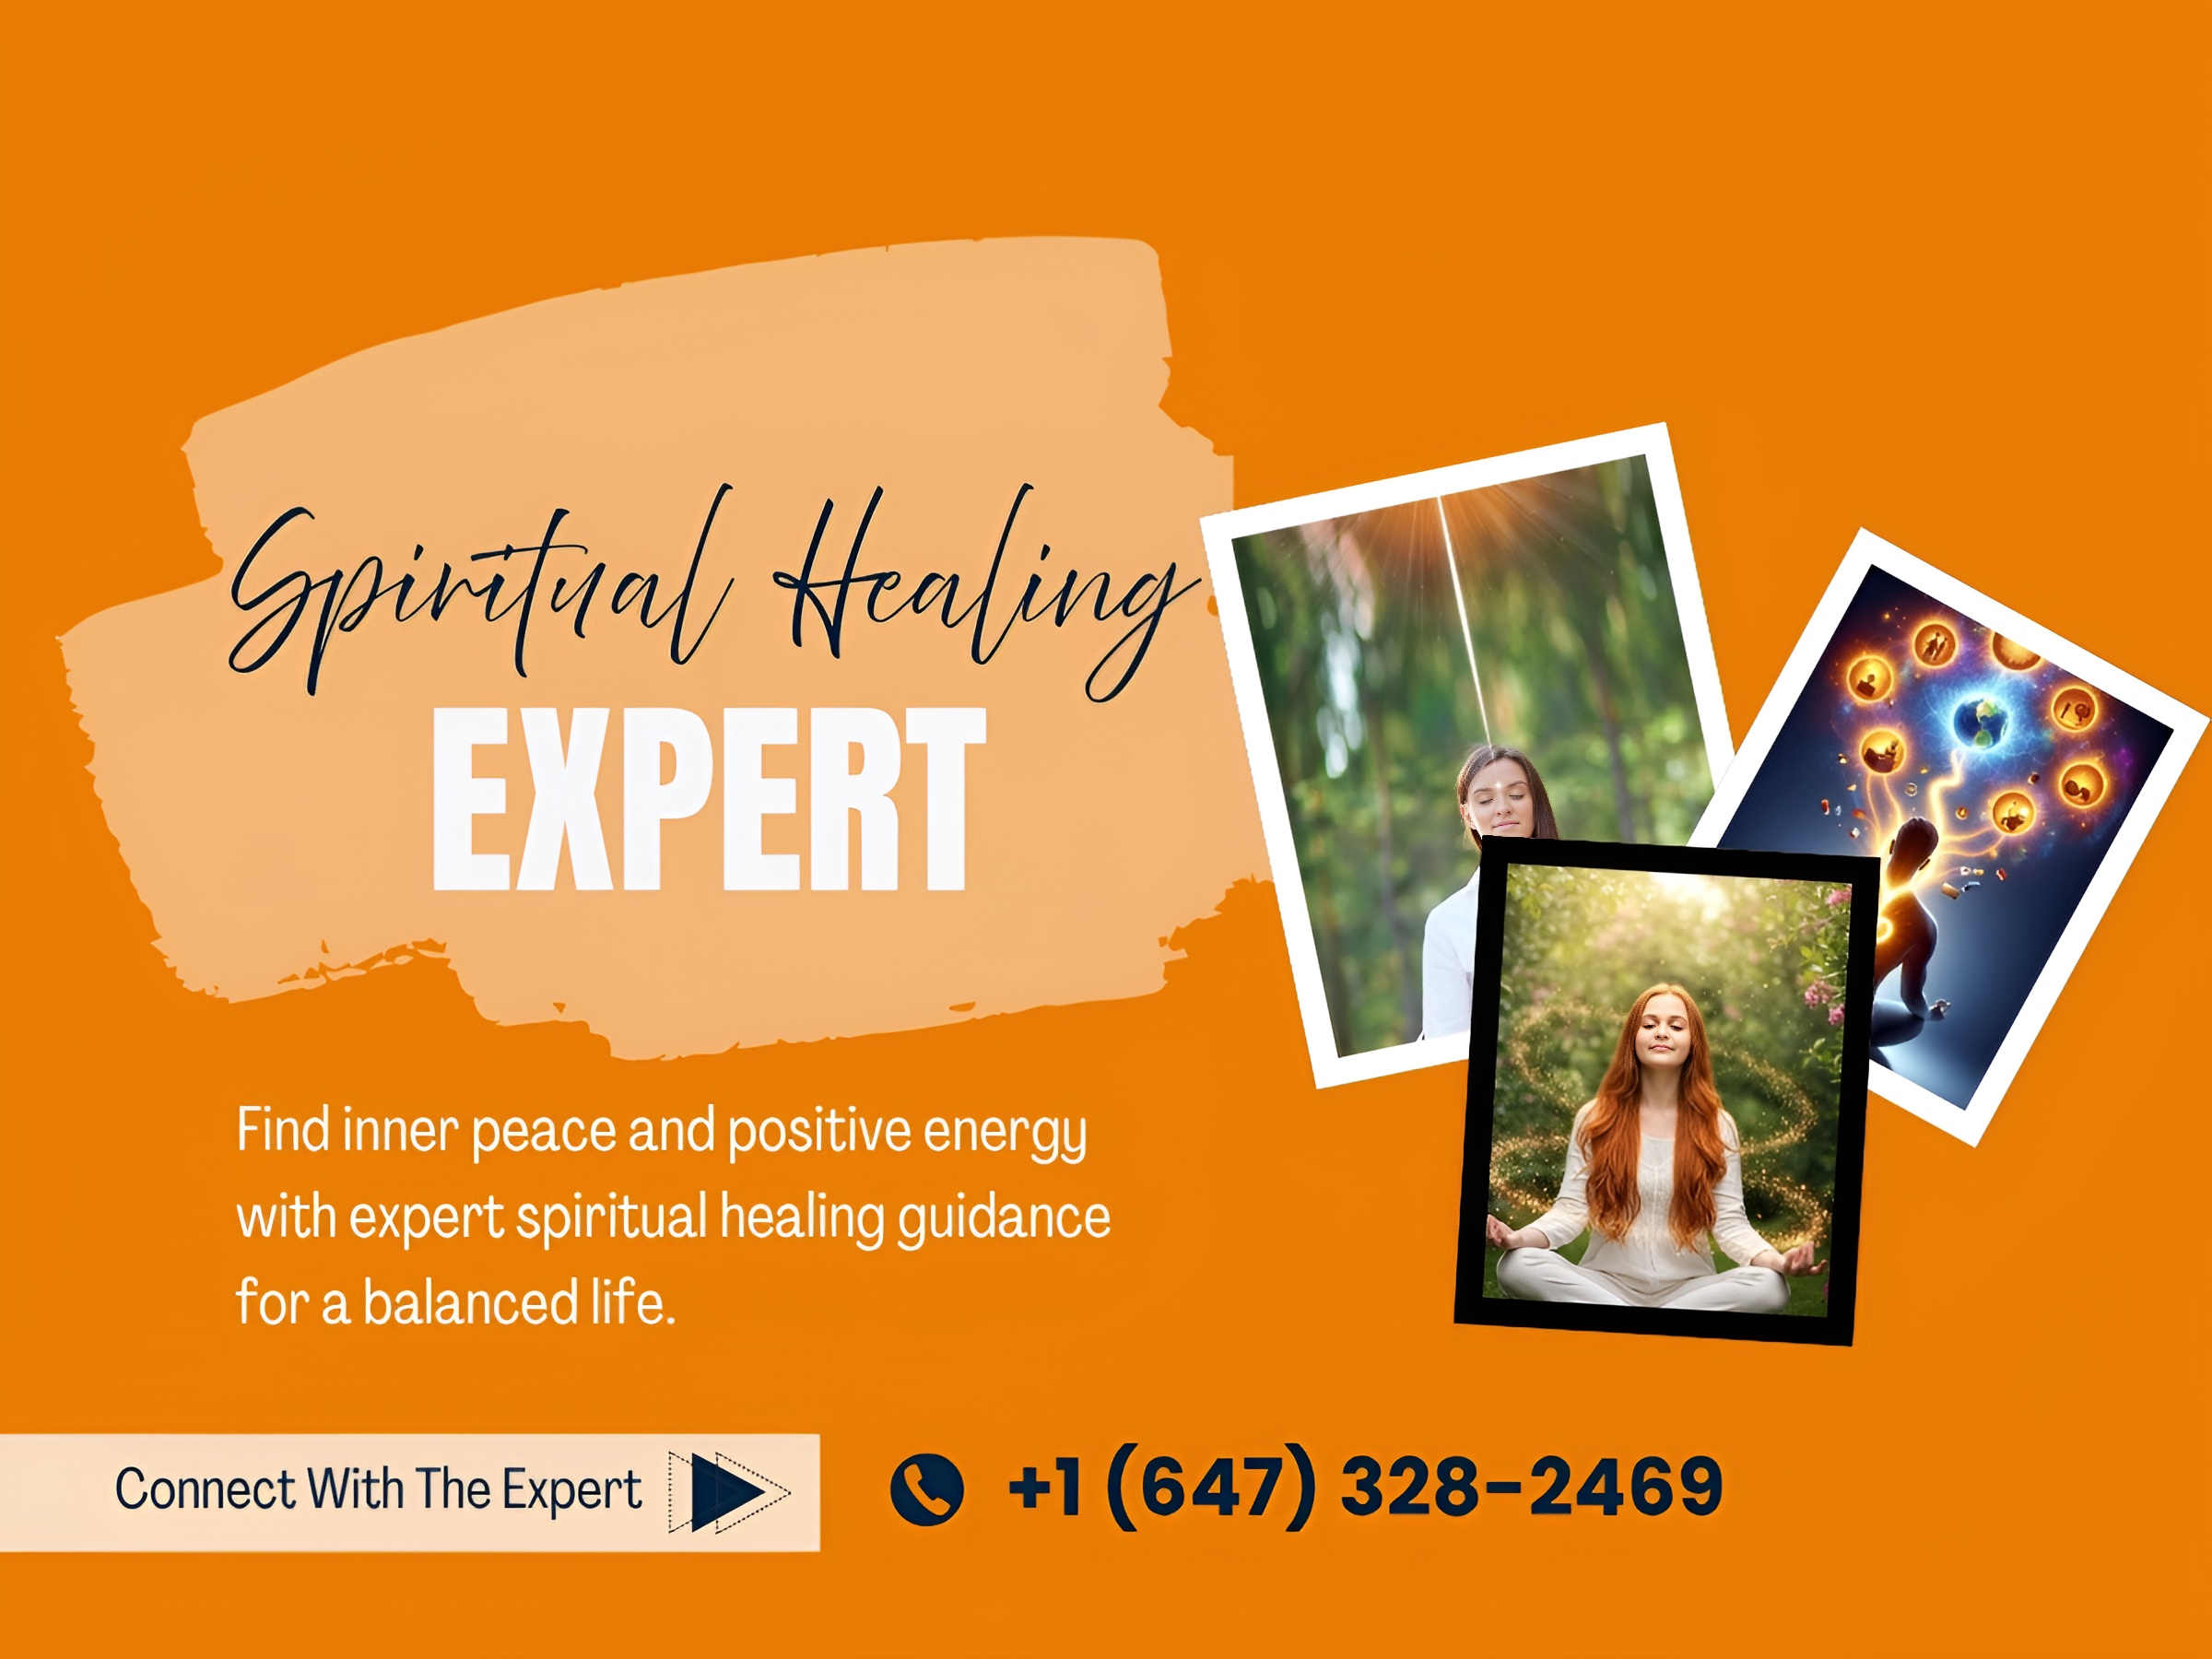 Spiritual Healing
EXPERT
Find inner peace and positive energy
with expert spiritual healing guidance
for a balanced life.
Connect With The Expert
+1 (647) 328-2469